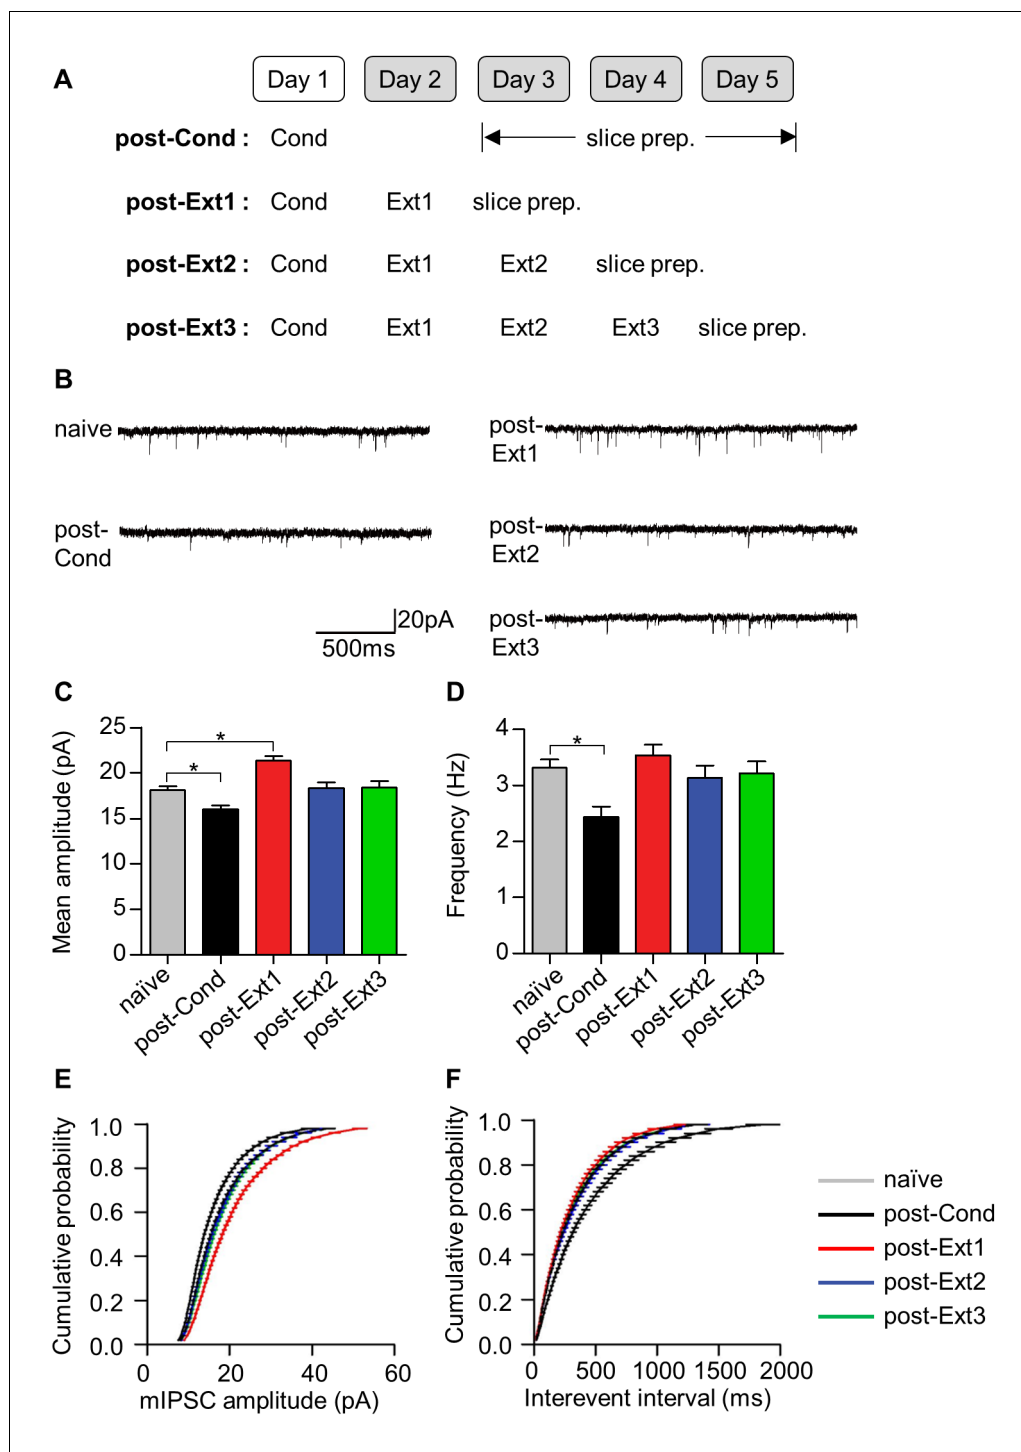 A
Day 1 Day 2 Day 3 Day 4 Day 5
post-Cond : Cond slice prep.
post-Ext1 : Cond Ext1 slice prep.
post-Ext2 : Cond Ext1 Ext2 slice prep.
post-Ext3 : Cond Ext1 Ext2 Ext3 slice prep.
B
naive
post-
Cond
20pA
500ms
post-
Ext1
post-
Ext2
post-
Ext3
C
Mean amplitude (pA)
25
20
15
10
5
0
* *
naïve post-Cond post-Ext1 post-Ext2 post-Ext3
D
Frequency (Hz)
4
3
2
1
0
*
naïve post-Cond post-Ext1 post-Ext2 post-Ext3
E
Cumulative probability
1.0
0.8
0.6
0.4
0.2
0.0
0 20 40 60
mIPSC amplitude (pA)
F
Cumulative probability
1.0
0.8
0.6
0.4
0.2
0.0
0 500 1000 1500 2000
Interevent interval (ms)
naïve
post-Cond
post-Ext1
post-Ext2
post-Ext3